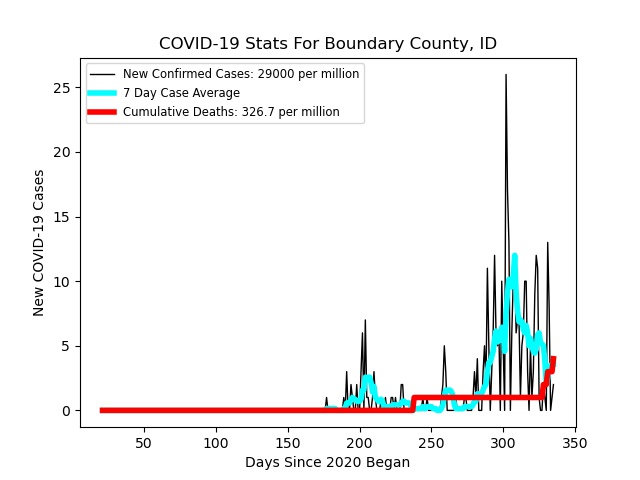 COVID-19 Stats For Boundary County, ID
New Confirmed Cases: 29000 per million
7 Day Case Average
Cumulative Deaths: 326.7 per million
New COVID-19 Cases
25
20
15
10
5
0
50
100
150
200
250
300
350
Days Since 2020 Began